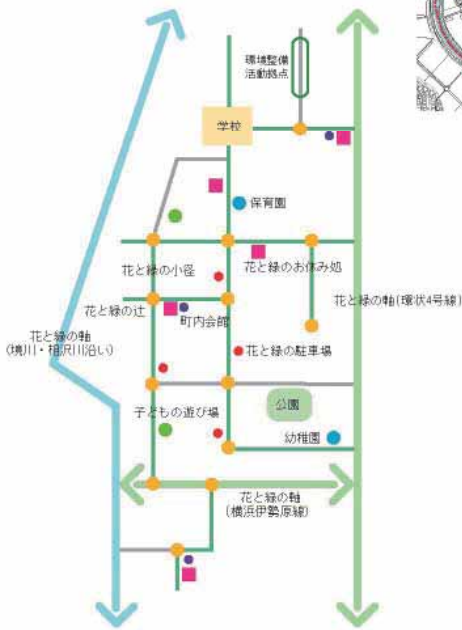 環境整備
活動拠点
学校
保育園
花と緑の小径
花と緑のお休み処
花と緑の辻
町内会館
花と緑の軸(環状4号線)
花と緑の軸
(境川・相沢川沿い)
花と緑の駐車場
公園
子どもの遊び場
幼稚園
花と緑の軸
(横浜伊勢原線)